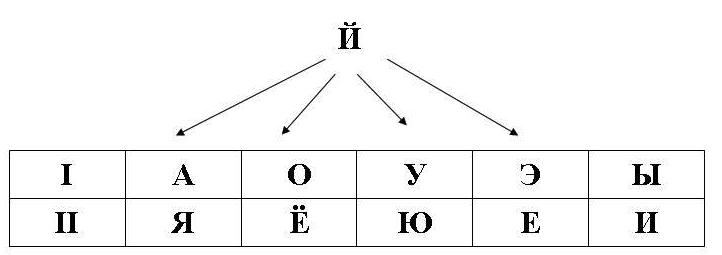 Й
I А О У Э Ы
II Я Ё Ю Е И